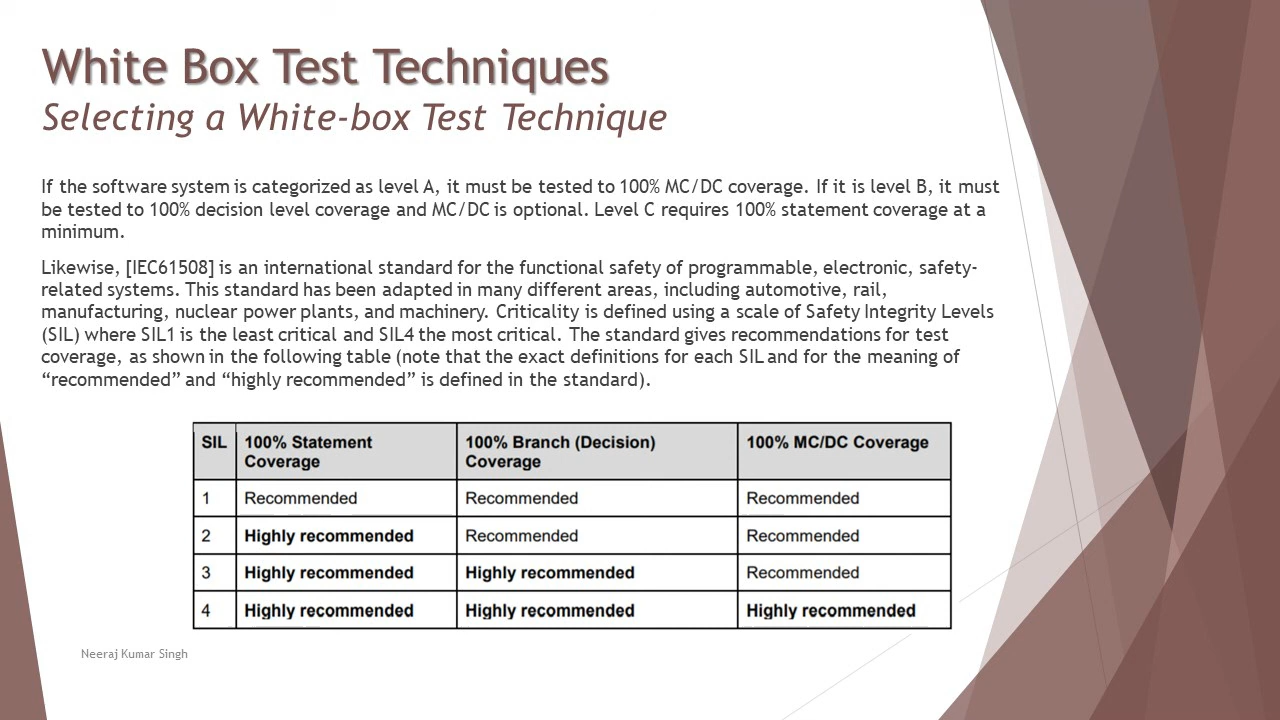 White Box Test Techniques
Selecting a White-box Test Technique
If the software system is categorized as level A, it must be tested to 100% MC/DC coverage. If it is level B, it must
be tested to 100% decision level coverage and MC/DC is optional. Level C requires 100% statement coverage at a
minimum.
Likewise, [IEC61508] is an international standard for the functional safety of programmable, electronic, safety-
related systems. This standard has been adapted in many different areas, including automotive, rail,
manufacturing, nuclear power plants, and machinery. Criticality is defined using a scale of Safety Integrity Levels
(SIL) where SIL1 is the least critical and SIL4 the most critical. The standard gives recommendations for test
coverage, as shown in the following table (note that the exact definitions for each SIL and for the meaning of
“recommended” and “highly recommended” is defined in the standard).
SIL 100% Statement Coverage 100% Branch (Decision) Coverage 100% MC/DC Coverage
1 Recommended Recommended Recommended
2 Highly recommended Recommended Recommended
3 Highly recommended Highly recommended Recommended
4 Highly recommended Highly recommended Highly recommended
Neeraj Kumar Singh